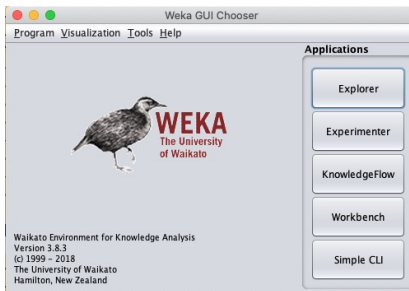 Weka GUI Chooser
Program Visualization Tools Help
Applications
Explorer
WEKA
The University
of Waikato
Experimenter
KnowledgeFlow
Workbench
Simple CLI
Waikato Environment for Knowledge Analysis
Version 3.8.3
(c) 1999 - 2018
The University of Waikato
Hamilton, New Zealand